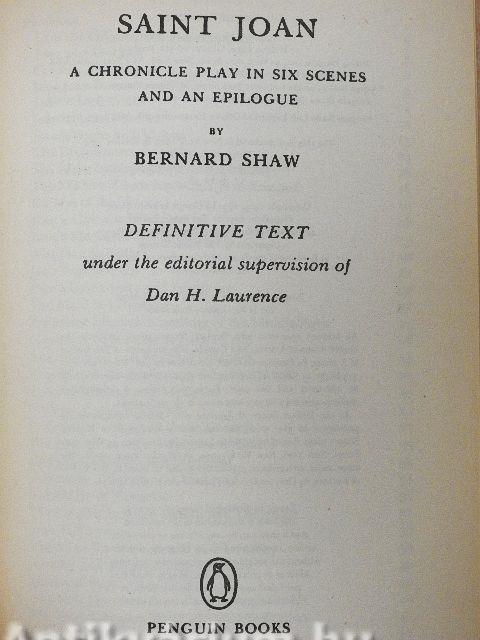 SAINT JOAN
A CHRONICLE PLAY IN SIX SCENES
AND AN EPILOGUE
BY
BERNARD SHAW
DEFINITIVE TEXT
under the editorial supervision of
Dan H. Laurence
PENGUIN BOOKS